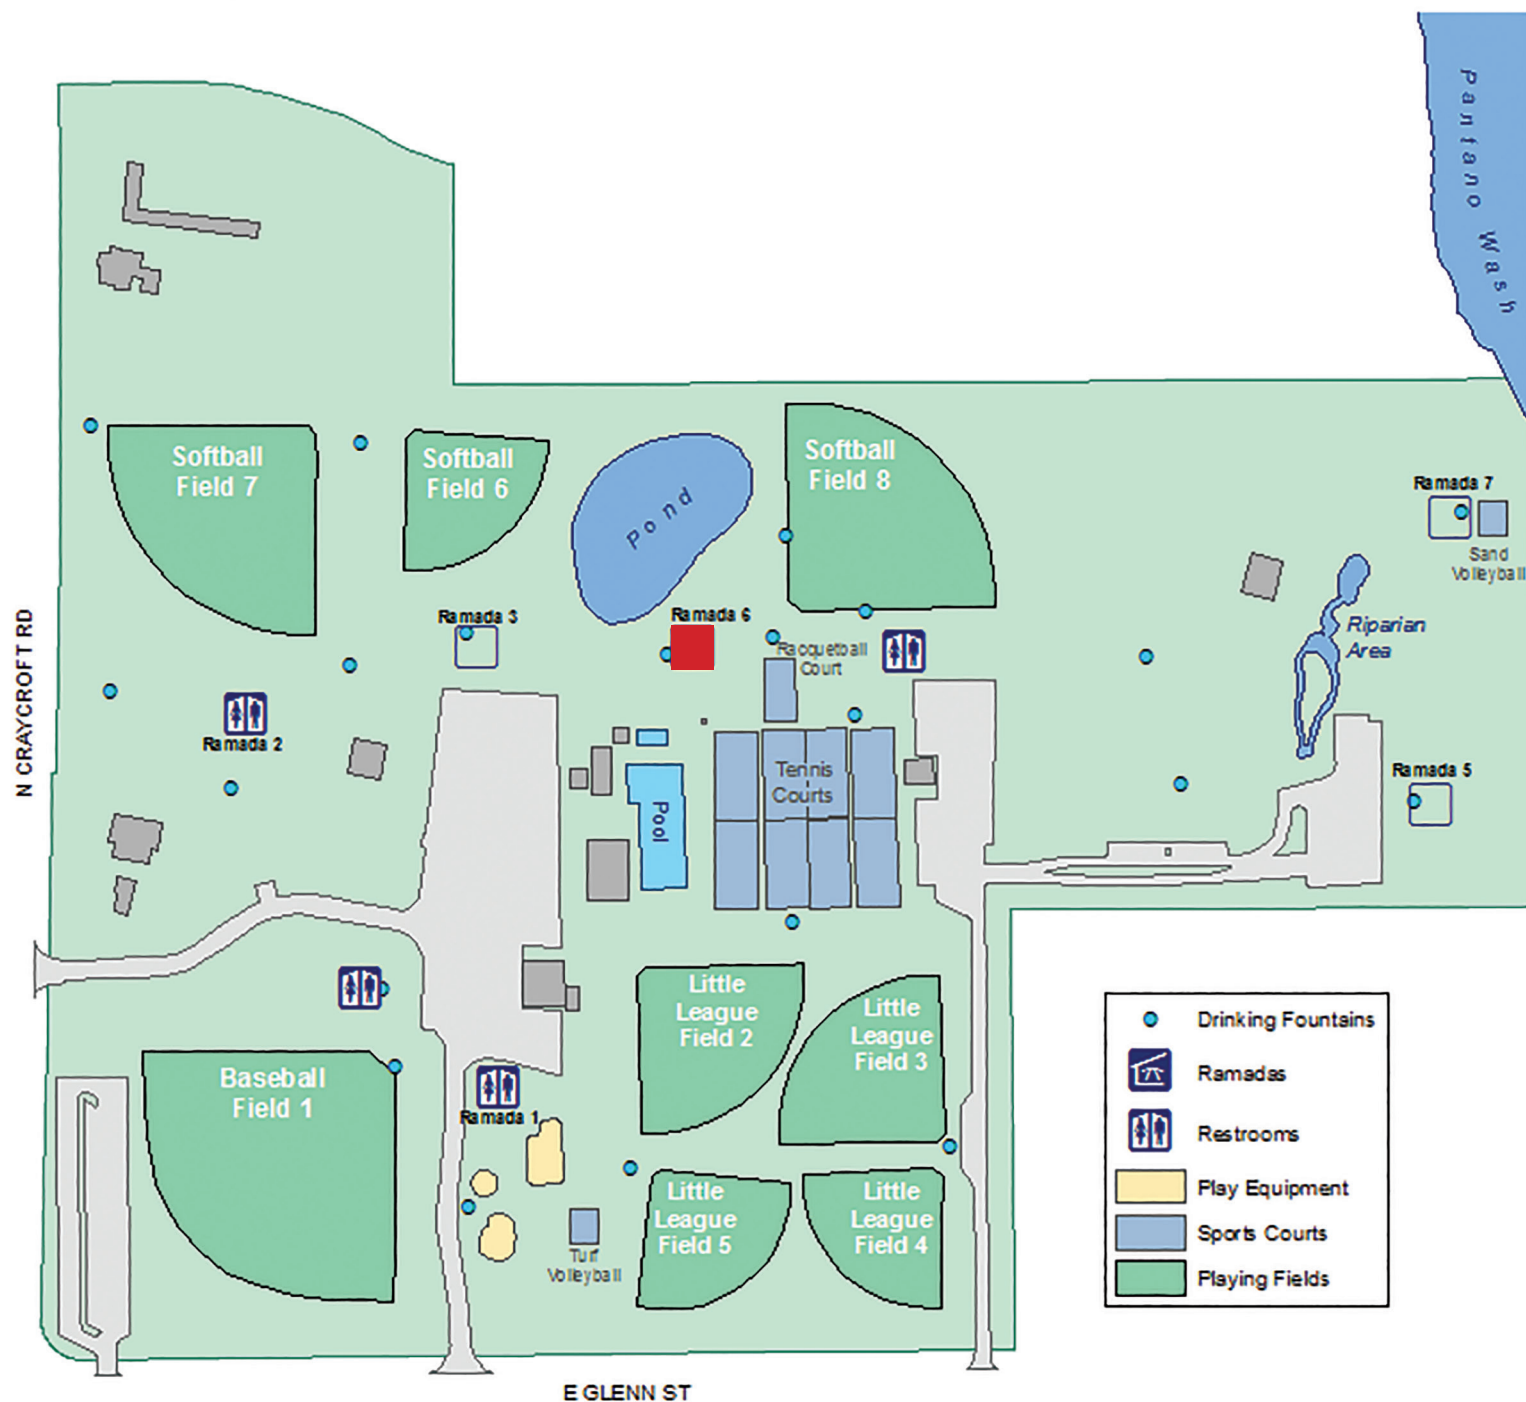 Pantano Wash
Softball
Field 7
Softball
Field 6
Pond
Softball
Field 8
Ramada 7
Sand
Volleyball
Ramada 3
Ramada 6
Racquetball
Court
Riparian
Area
N CRAYCROFT RD
Ramada 2
Tennis
Courts
Pool
Ramada 5
Little
League
Field 2
Little
League
Field 3
Baseball
Field 1
Ramada 1
Little
League
Field 5
Little
League
Field 4
Turf
Volleyball
Drinking Fountains
Ramadas
Restrooms
Play Equipment
Sports Courts
Playing Fields
E GLENN ST